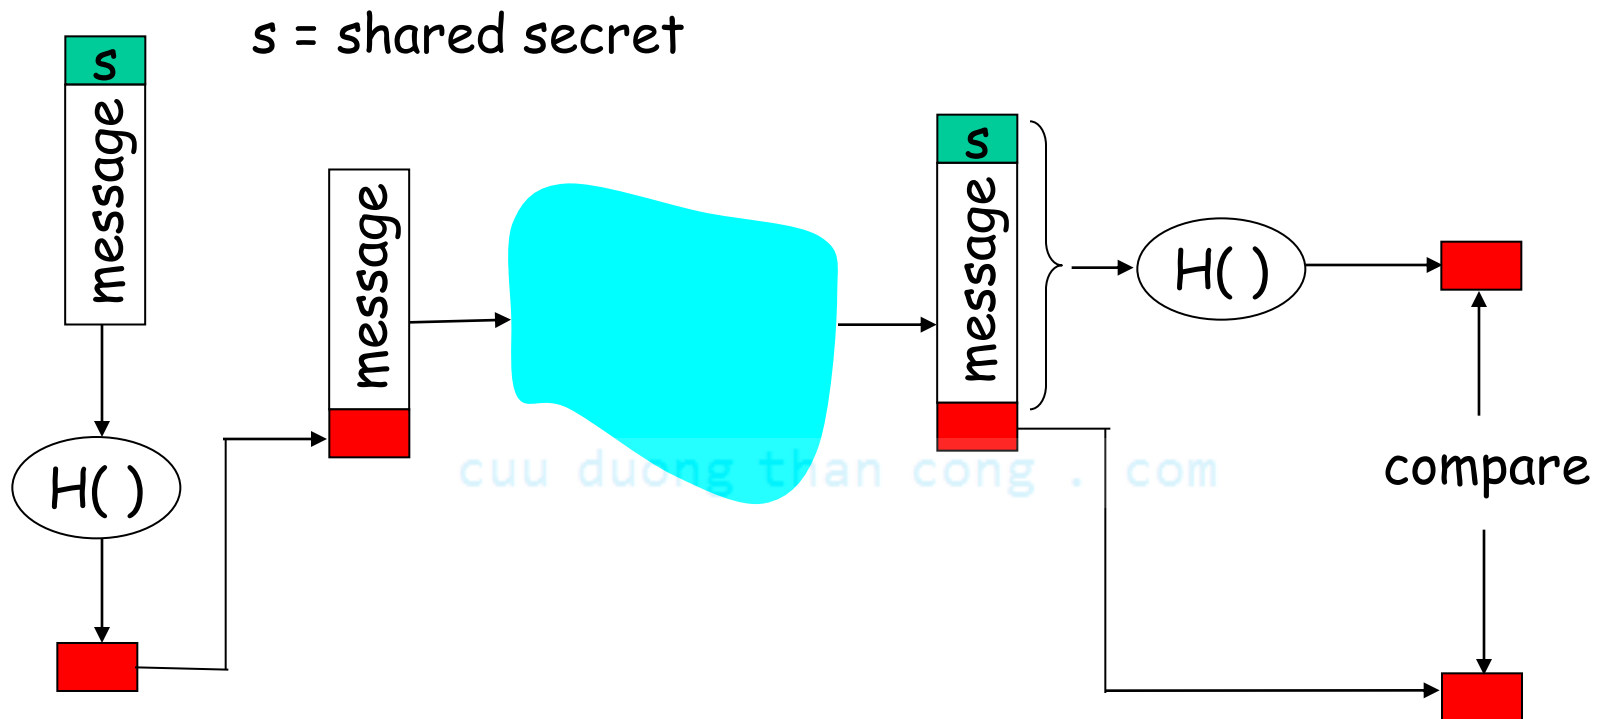 s = shared secret
s
message
H( )
message
s
message
H( )
compare
cuu duong than cong . com